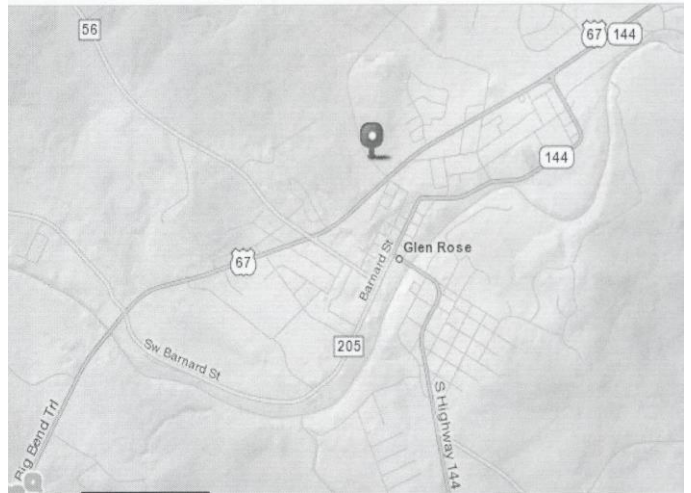 56
67
144
144
Glen Rose
Barnard St
67
205
Sw Barnard St
S Highway 144
Big Bend Trl